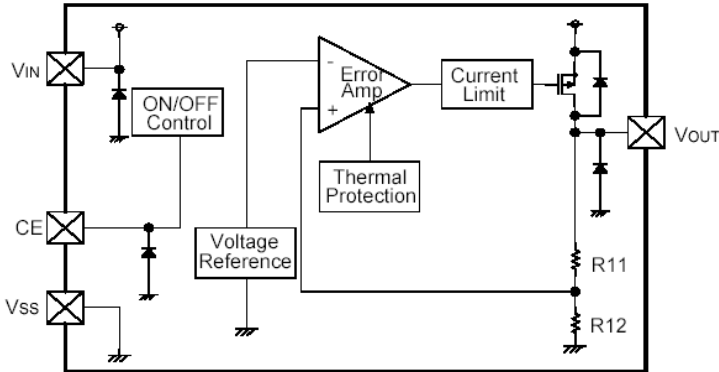 VIN
ON/OFF
Control
-
Error
Amp
+
Current
Limit
VOUT
Thermal
Protection
CE
Voltage
Reference
R11
VSS
R12